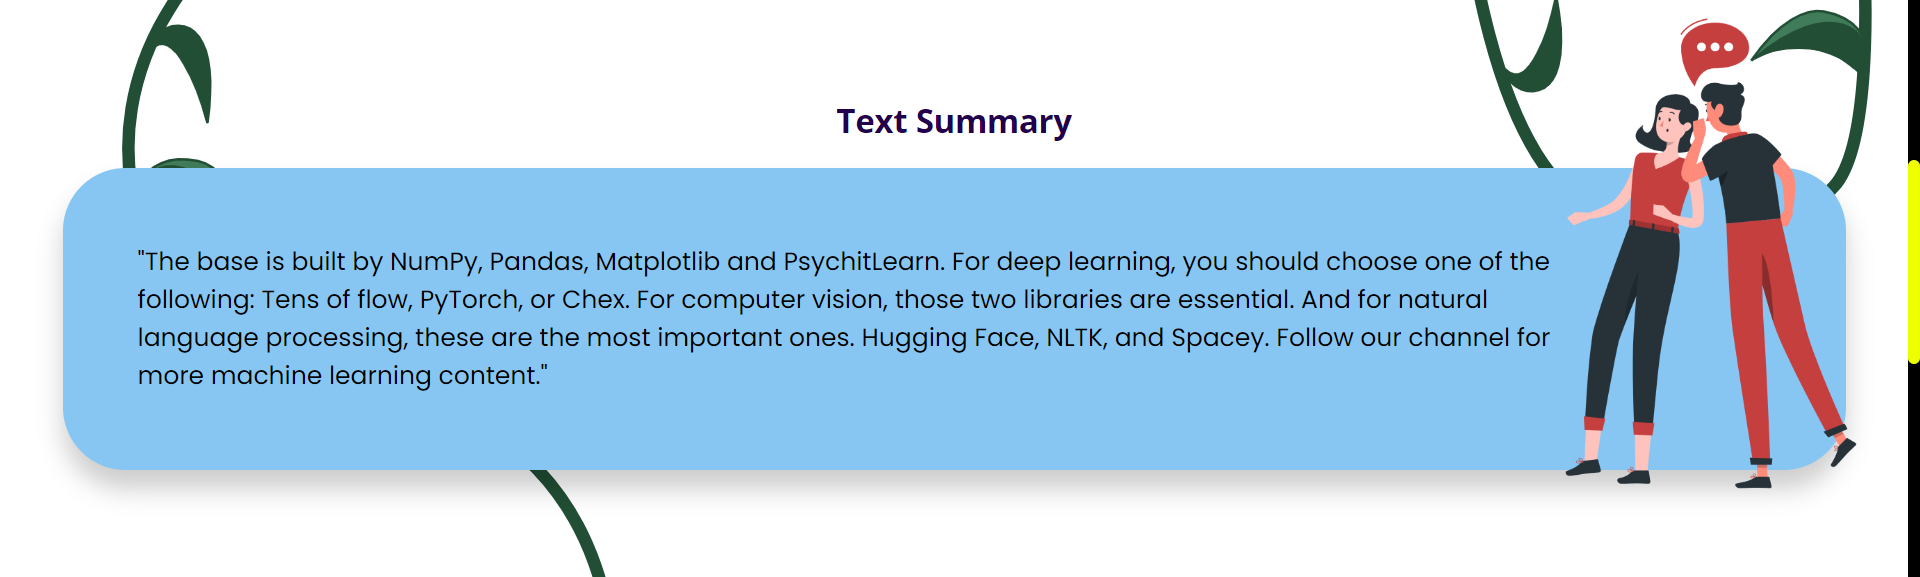 Text Summary
"The base is built by NumPy, Pandas, Matplotlib and PsychitLearn. For deep learning, you should choose one of the
following: Tens of flow, PyTorch, or Chex. For computer vision, those two libraries are essential. And for natural
language processing, these are the most important ones. Hugging Face, NLTK, and Spacey. Follow our channel for
more machine learning content."